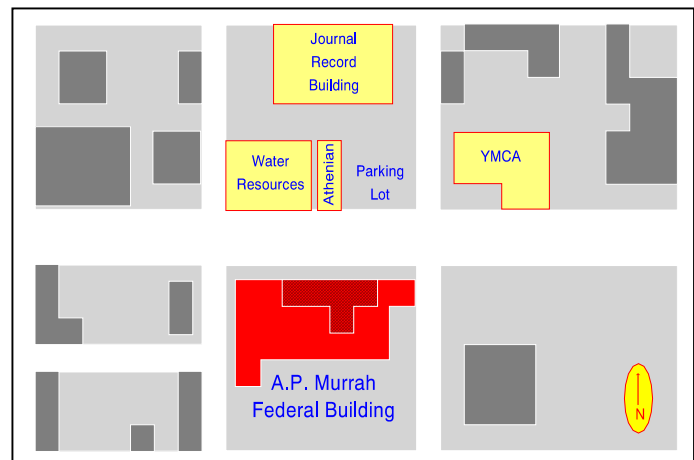 Journal
Record
Building
Water
Resources
Athenian
Parking
Lot
YMCA
A.P. Murrah
Federal Building
N